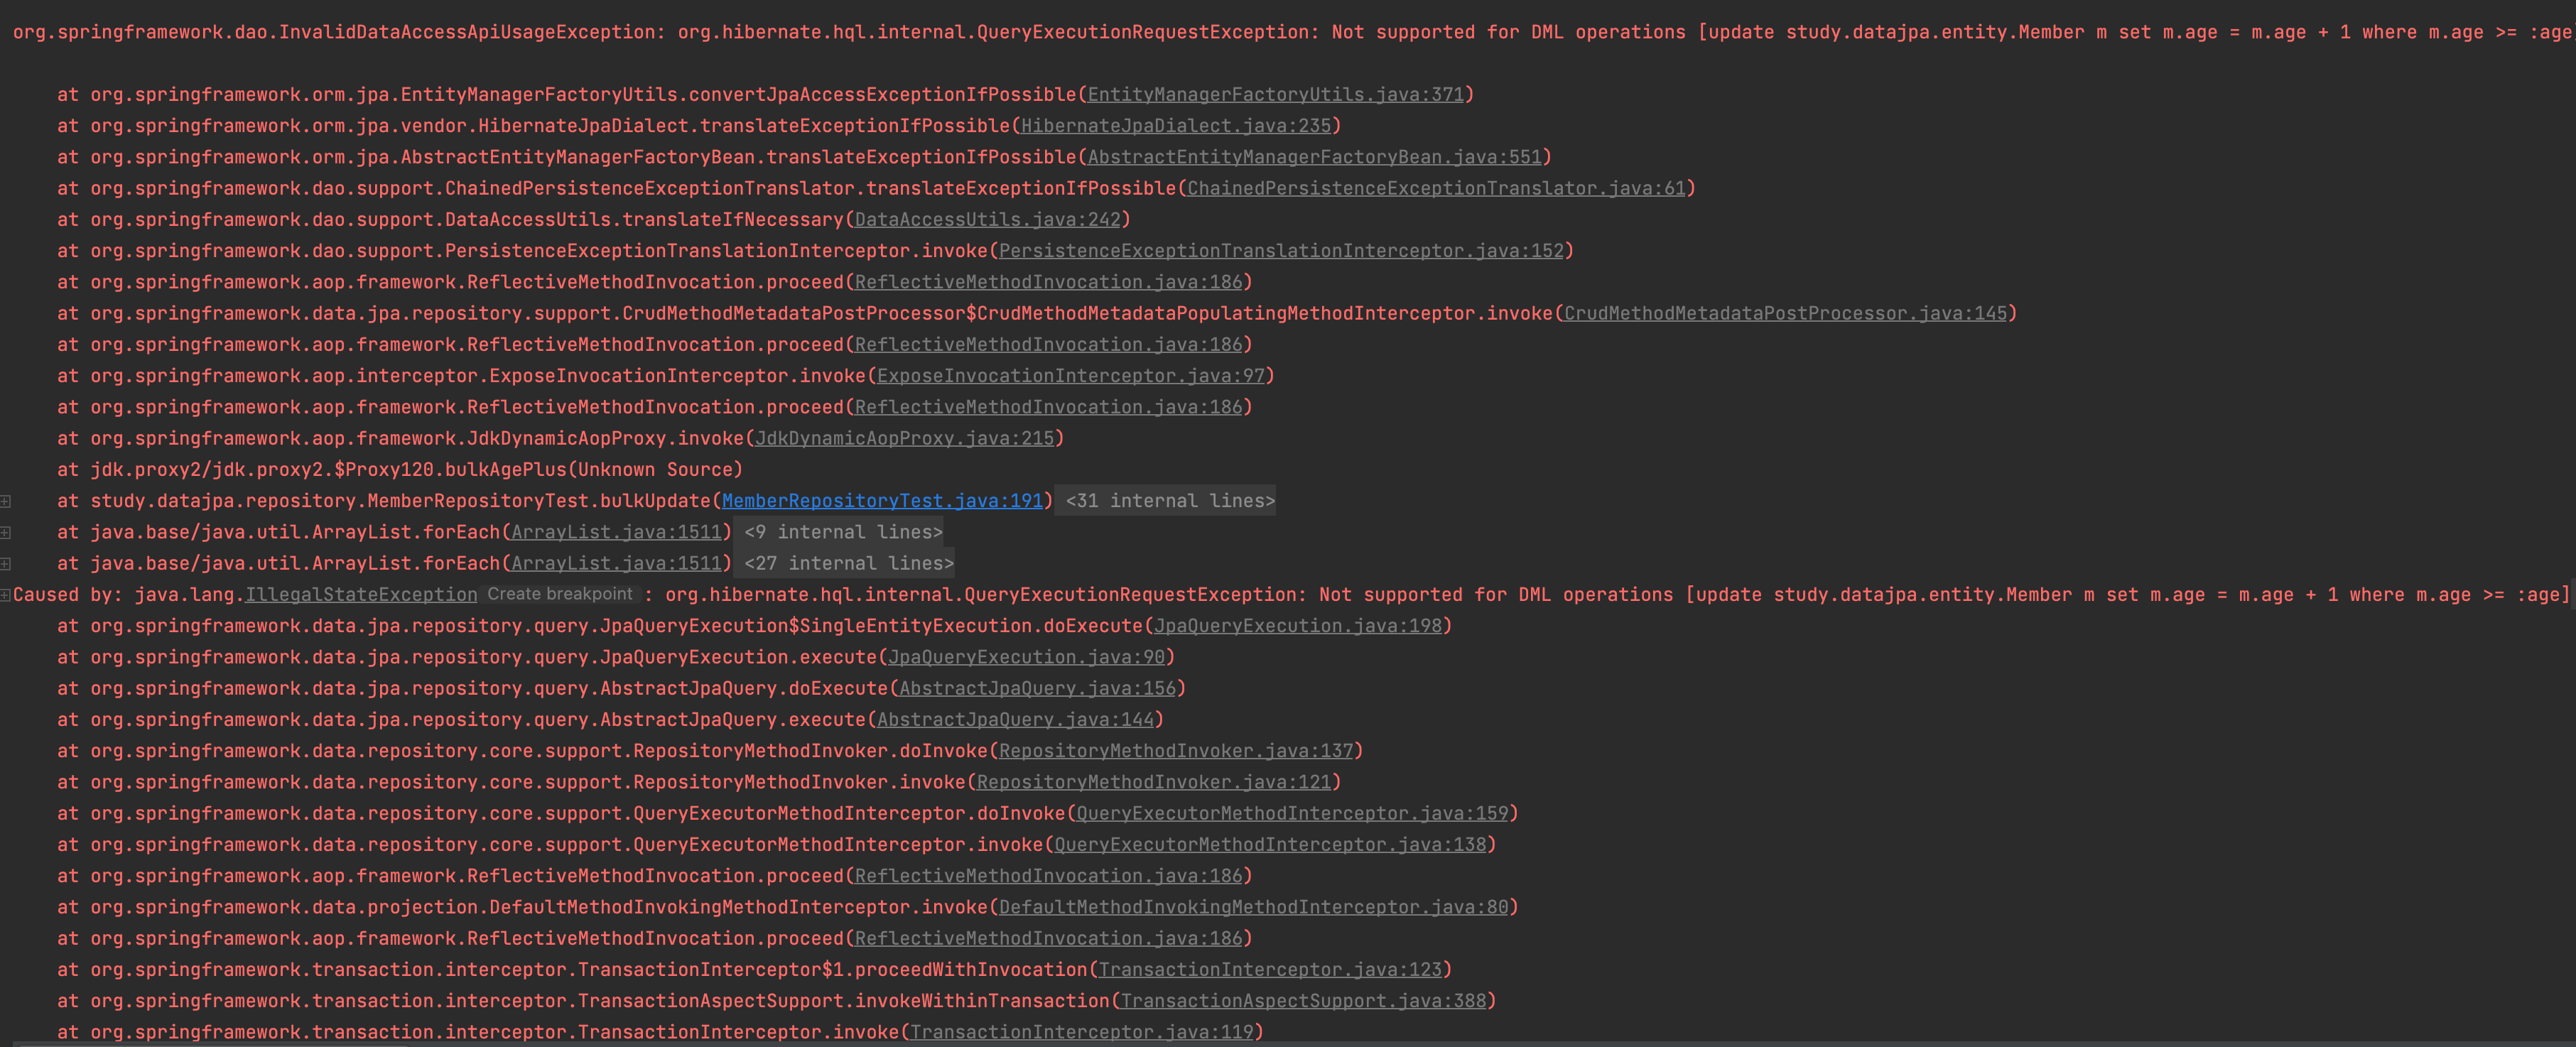 org.springframework.dao.InvalidDataAccessApiUsageException: org.hibernate.hql.internal.QueryExecutionRequestException: Not supported for DML operations [update study.datajpa.entity.Member m set m.age = m.age + 1 where m.age >= :age
at org.springframework.orm.jpa.EntityManagerFactoryUtils.convertJpaAccessExceptionIfPossible(EntityManagerFactoryUtils.java:371)
at org.springframework.orm.jpa.vendor.HibernateJpaDialect.translateExceptionIfPossible(HibernateJpaDialect.java:235)
at org.springframework.orm.jpa.AbstractEntityManagerFactoryBean.translateExceptionIfPossible(AbstractEntityManagerFactoryBean.java:551)
at org.springframework.dao.support.ChainedPersistenceExceptionTranslator.translateExceptionIfPossible(ChainedPersistenceExceptionTranslator.java:61)
at org.springframework.dao.support.DataAccessUtils.translateIfNecessary(DataAccessUtils.java:242)
at org.springframework.dao.support.PersistenceExceptionTranslationInterceptor.invoke(PersistenceExceptionTranslationInterceptor.java:152)
at org.springframework.aop.framework.ReflectiveMethodInvocation.proceed(ReflectiveMethodInvocation.java:186)
at org.springframework.data.jpa.repository.support.CrudMethodMetadataPostProcessor$CrudMethodMetadataPopulatingMethodInterceptor.invoke(CrudMethodMetadataPostProcessor.java:145)
at org.springframework.aop.framework.ReflectiveMethodInvocation.proceed(ReflectiveMethodInvocation.java:186)
at org.springframework.aop.interceptor.ExposeInvocationInterceptor.invoke(ExposeInvocationInterceptor.java:97)
at org.springframework.aop.framework.ReflectiveMethodInvocation.proceed(ReflectiveMethodInvocation.java:186)
at org.springframework.aop.framework.JdkDynamicAopProxy.invoke(JdkDynamicAopProxy.java:215)
at jdk.proxy2/jdk.proxy2.$Proxy120.bulkAgePlus(Unknown Source)
at study.datajpa.repository.MemberRepositoryTest.bulkUpdate(MemberRepositoryTest.java:191) <31 internal lines>
at java.base/java.util.ArrayList.forEach(ArrayList.java:1511) <9 internal lines>
at java.base/java.util.ArrayList.forEach(ArrayList.java:1511) <27 internal lines>
Caused by: java.lang.IllegalStateException Create breakpoint : org.hibernate.hql.internal.QueryExecutionRequestException: Not supported for DML operations [update study.datajpa.entity.Member m set m.age = m.age + 1 where m.age >= :age]
at org.springframework.data.jpa.repository.query.JpaQueryExecution$SingleEntityExecution.doExecute(JpaQueryExecution.java:198)
at org.springframework.data.jpa.repository.query.JpaQueryExecution.execute(JpaQueryExecution.java:90)
at org.springframework.data.jpa.repository.query.AbstractJpaQuery.doExecute(AbstractJpaQuery.java:156)
at org.springframework.data.jpa.repository.query.AbstractJpaQuery.execute(AbstractJpaQuery.java:144)
at org.springframework.data.repository.core.support.RepositoryMethodInvoker.doInvoke(RepositoryMethodInvoker.java:137)
at org.springframework.data.repository.core.support.RepositoryMethodInvoker.invoke(RepositoryMethodInvoker.java:121)
at org.springframework.data.repository.core.support.QueryExecutorMethodInterceptor.doInvoke(QueryExecutorMethodInterceptor.java:159)
at org.springframework.data.repository.core.support.QueryExecutorMethodInterceptor.invoke(QueryExecutorMethodInterceptor.java:138)
at org.springframework.aop.framework.ReflectiveMethodInvocation.proceed(ReflectiveMethodInvocation.java:186)
at org.springframework.data.projection.DefaultMethodInvokingMethodInterceptor.invoke(DefaultMethodInvokingMethodInterceptor.java:80)
at org.springframework.aop.framework.ReflectiveMethodInvocation.proceed(ReflectiveMethodInvocation.java:186)
at org.springframework.transaction.interceptor.TransactionInterceptor$1.proceedWithInvocation(TransactionInterceptor.java:123)
at org.springframework.transaction.interceptor.TransactionAspectSupport.invokeWithinTransaction(TransactionAspectSupport.java:388)
at org.springframework.transaction.interceptor.TransactionInterceptor.invoke(TransactionInterceptor.java:119)